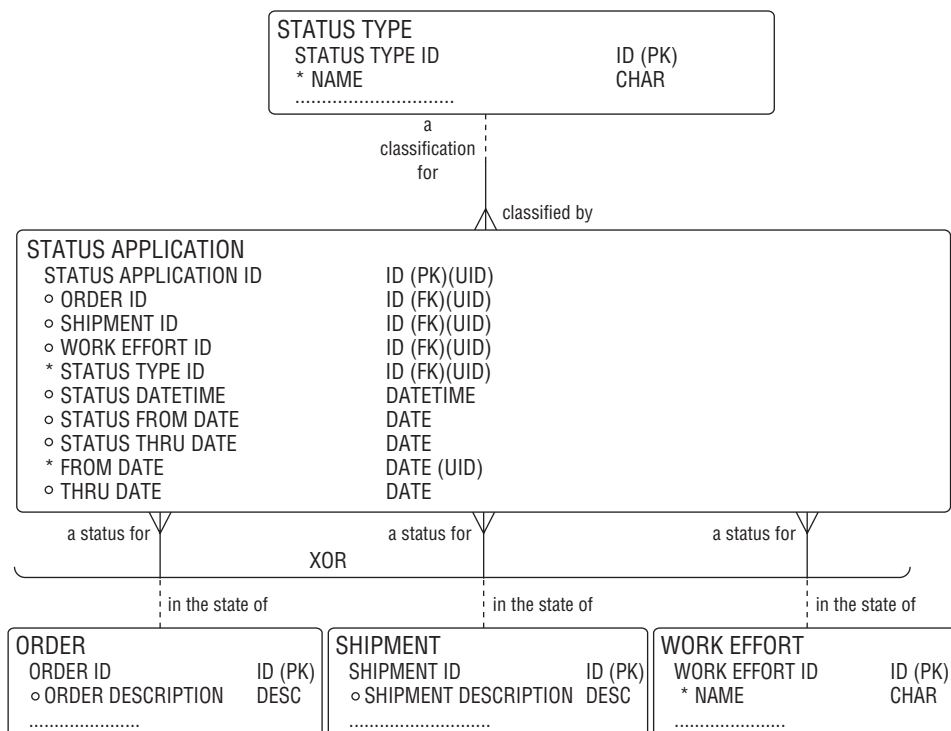 STATUS TYPE
STATUS TYPE ID ID (PK)
* NAME CHAR
..............................
a
classification
for
classified by
STATUS APPLICATION
STATUS APPLICATION ID ID (PK)(UID)
o ORDER ID ID (FK)(UID)
o SHIPMENT ID ID (FK)(UID)
o WORK EFFORT ID ID (FK)(UID)
* STATUS TYPE ID ID (FK)(UID)
o STATUS DATETIME DATETIME
o STATUS FROM DATE DATE
o STATUS THRU DATE DATE
* FROM DATE DATE (UID)
o THRU DATE DATE
a status for a status for a status for
XOR
in the state of in the state of in the state of
ORDER
ORDER ID ID (PK)
o ORDER DESCRIPTION DESC
.....................
SHIPMENT
SHIPMENT ID ID (PK)
o SHIPMENT DESCRIPTION DESC
...........................
WORK EFFORT
WORK EFFORT ID ID (PK)
* NAME CHAR
.....................